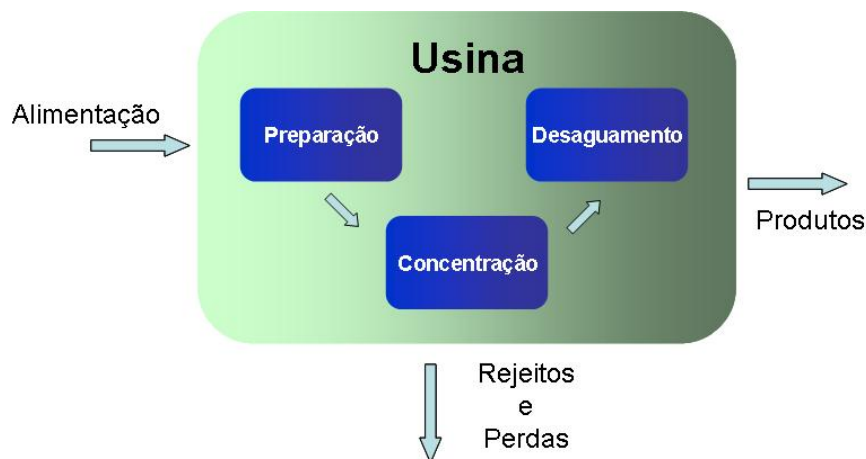 Usina
Alimentação
Preparação
Desaguamento
Concentração
Produtos
Rejeitos
e
Perdas